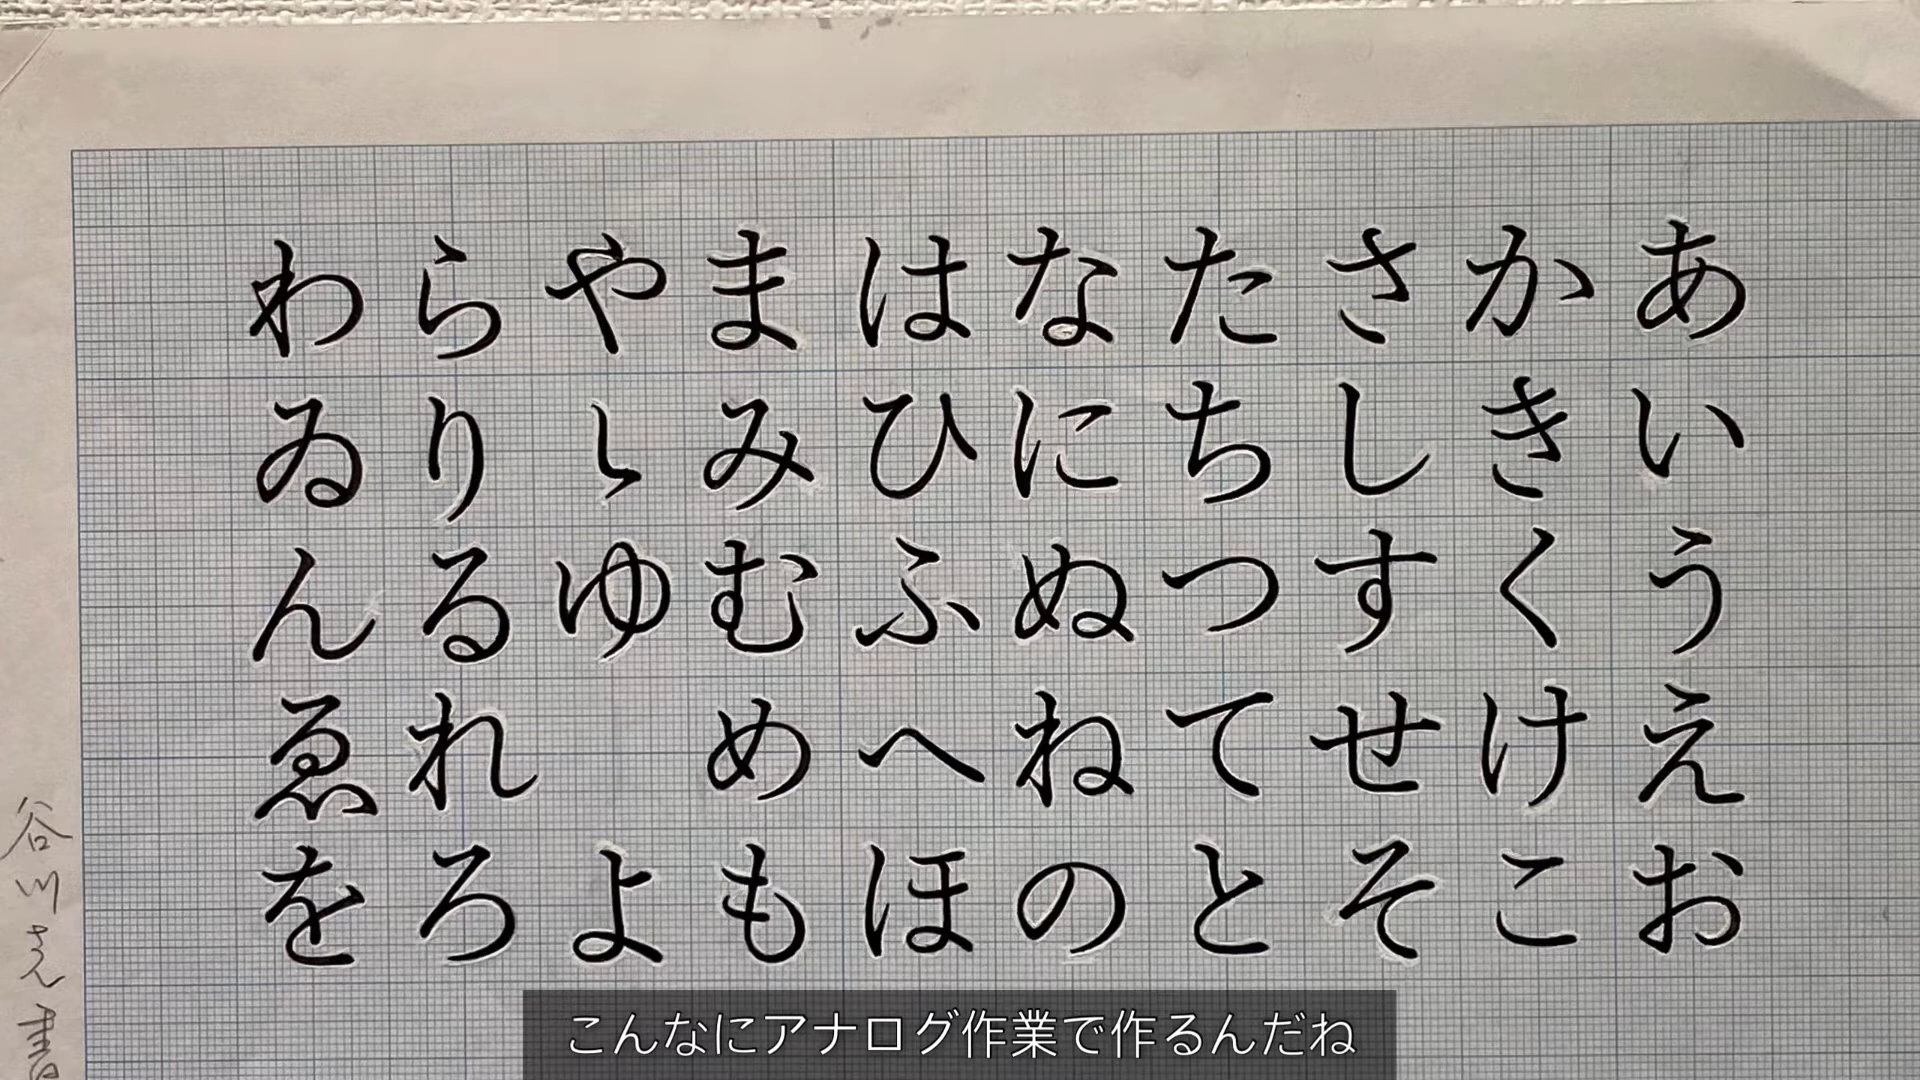 あいうえお
かきくけこ
さしすせそ
たちつてと
なにぬねの
はひふへほ
まみむめも
やゝゆよ
らりるれろ
わゐんゑを
谷川さん書
こんなにアナログ作業で作るんだね